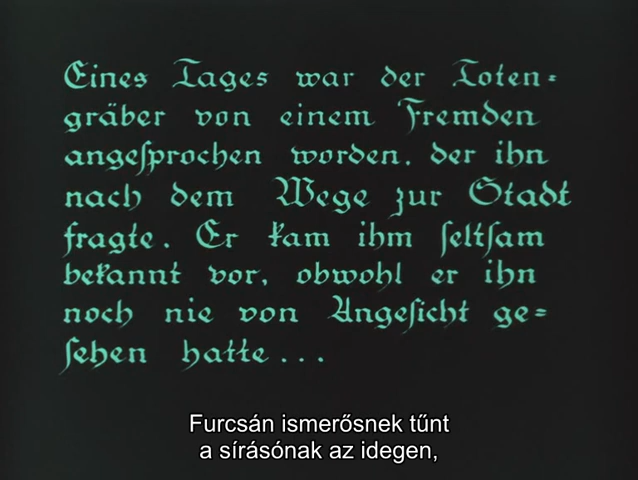 Eines Tages war der Toten=
gräber von einem Fremden
angeſprochen worden, der ihn
nach dem Wege zur Stadt
fragte. Er kam ihm ſeltſam
bekannt vor, obwohl er ihn
noch nie von Angeſicht ge=
ſehen hatte...
Furcsán ismerősnek tűnt
a sírásónak az idegen,